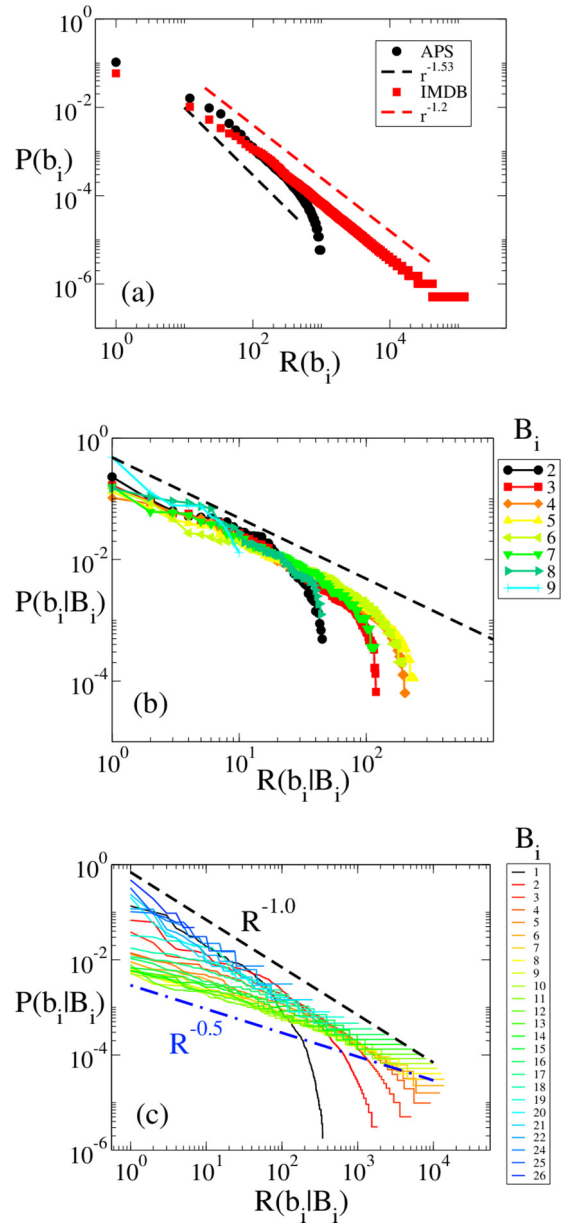 10^0
10^-2
P(b_i)
10^-4
10^-6
APS
r^-1.53
IMDB
r^-1.2
(a)
10^0 10^2 10^4
R(b_i)
10^0
10^-2
P(b_i|B_i)
10^-4
(b)
10^0 10^1 10^2
R(b_i|B_i)
B_i
2
3
4
5
6
7
8
9
10^0
10^-2
P(b_i|B_i)
10^-4
10^-6
R^-1.0
R^-0.5
(c)
10^0 10^1 10^2 10^3 10^4
R(b_i|B_i)
B_i
1
2
3
4
5
6
7
8
9
10
11
12
13
14
15
16
17
18
19
20
21
22
24
25
26